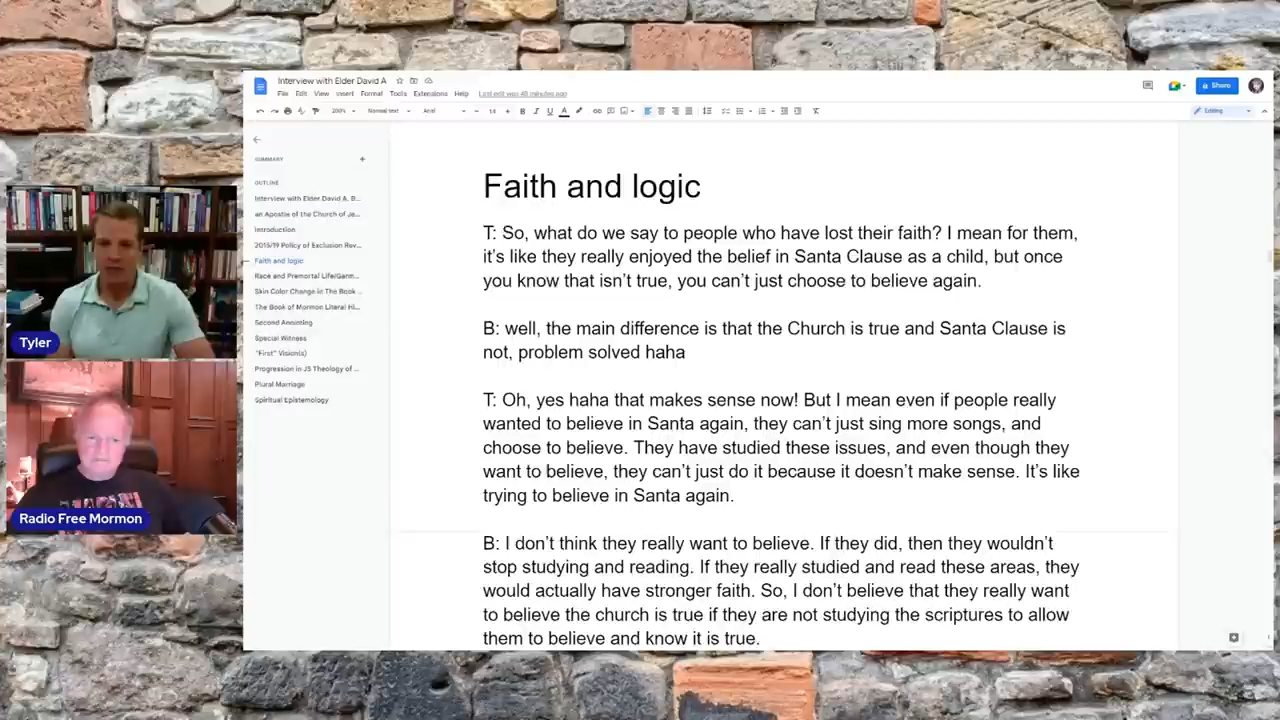 Interview with Elder David A
File Edit View Insert Format Tools Extensions Help Last edit was 48 minutes ago
Share
200% Normal text Arial 14 Editing
SUMMARY
OUTLINE
Interview with Elder David A. B...
an Apostle of the Church of Je...
Introduction
2015/19 Policy of Exclusion Rev...
Faith and logic
Race and Premortal Life/Gen...
Skin Color Change in The Book ...
The Book of Mormon Literal Hi...
Second Anointing
Special Witness
"First" Vision(s)
Progression in JS Theology of ...
Plural Marriage
Spiritual Epistemology
Faith and logic
T: So, what do we say to people who have lost their faith? I mean for them,
it's like they really enjoyed the belief in Santa Clause as a child, but once
you know that isn't true, you can't just choose to believe again.
B: well, the main difference is that the Church is true and Santa Clause is
not, problem solved haha
T: Oh, yes haha that makes sense now! But I mean even if people really
wanted to believe in Santa again, they can't just sing more songs, and
choose to believe. They have studied these issues, and even though they
want to believe, they can't just do it because it doesn't make sense. It's like
trying to believe in Santa again.
B: I don't think they really want to believe. If they did, then they wouldn't
stop studying and reading. If they really studied and read these areas, they
would actually have stronger faith. So, I don't believe that they really want
to believe the church is true if they are not studying the scriptures to allow
them to believe and know it is true.
Tyler
Radio Free Mormon